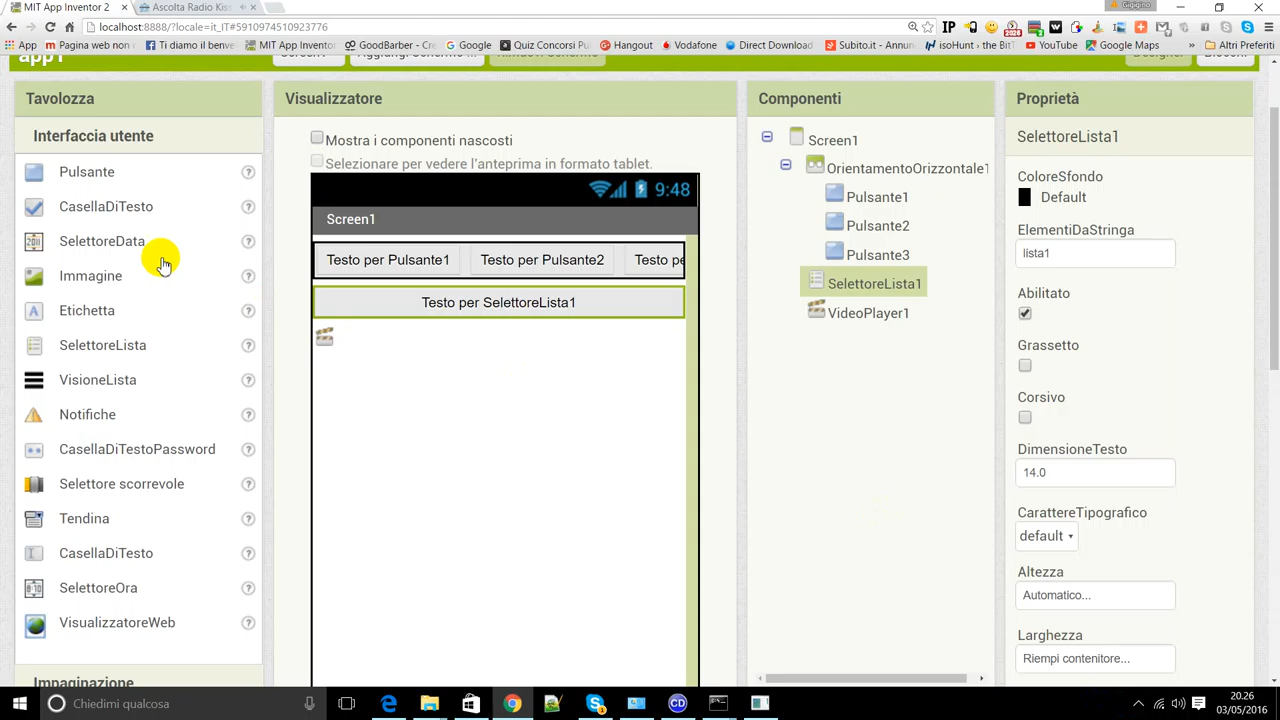 MIT App Inventor 2
Ascolta Radio Kiss
Gigigino
localhost:8888/?locale=it_IT#5910974510923776
IP
App
Pagina web non
Ti diamo il benve
MIT App Inventor
GoodBarber - Cre
Google
Quiz Concorsi Pu
Hangout
Vodafone
Direct Download
Subito.it - Annun
isoHunt - the BitT
YouTube
Google Maps
Altri Preferiti
app1
Tavolozza
Visualizzatore
Componenti
Proprietà
Interfaccia utente
Pulsante
CasellaDiTesto
SelettoreData
Immagine
Etichetta
SelettoreLista
VisioneLista
Notifiche
CasellaDiTestoPassword
Settore scorrevole
Tendina
CasellaDiTesto
SelettoreOra
VisualizzatoreWeb
Impaginazione
Mostra i componenti nascosti
Selezionare per vedere l'anteprima in formato tablet.
9:48
Screen1
Testo per Pulsante1
Testo per Pulsante2
Testo pe
Testo per SelettoreLista1
Screen1
OrientamentoOrizzontale1
Pulsante1
Pulsante2
Pulsante3
SelettoreLista1
VideoPlayer1
SelettoreLista1
ColoreSfondo
Default
ElementiDaStringa
lista1
Abilitato
Grassetto
Corsivo
DimensioneTesto
14.0
CarattereTipografico
default
Altezza
Automatico...
Larghezza
Riempi contenitore...
Chiedimi qualcosa
20.26
03/05/2016